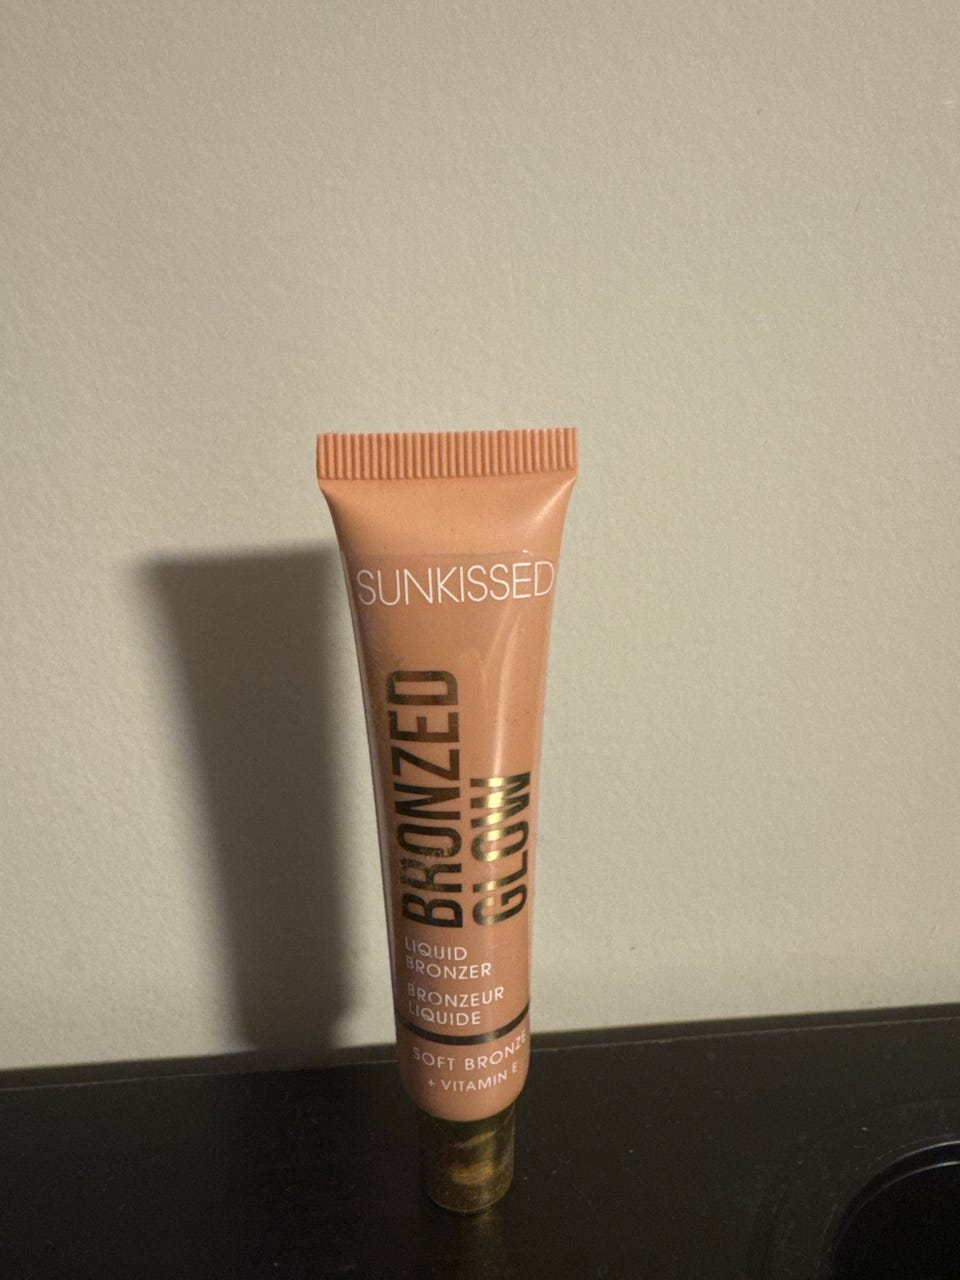 SUNKISSED
BRONZED
GLOW
LIQUID
BRONZER
BRONZEUR
LIQUIDE
SOFT BRONZE
+ VITAMIN E